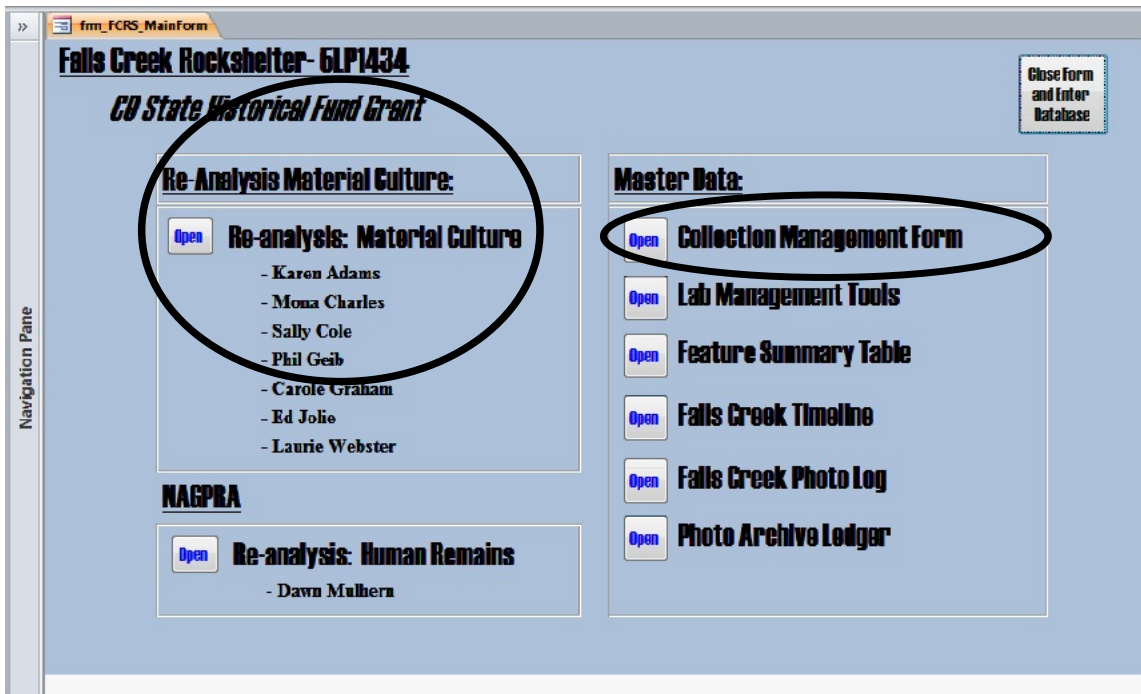 »
frm_FCRS_MainForm
Falls Creek Rockshelter- 5LP1434
CO State Historical Fund Grant
Close Form
and Enter
Database
Re-Analysis Material Culture:
Open Re-analysis: Material Culture
- Karen Adams
- Mona Charles
- Sally Cole
- Phil Geib
- Carole Graham
- Ed Jolie
- Laurie Webster
NAGPRA
Open Re-analysis: Human Remains
- Dawn Mulhern
Master Data:
Open Collection Management Form
Open Lab Management Tools
Open Feature Summary Table
Open Falls Creek Timeline
Open Falls Creek Photo Log
Open Photo Archive Ledger
Navigation Pane